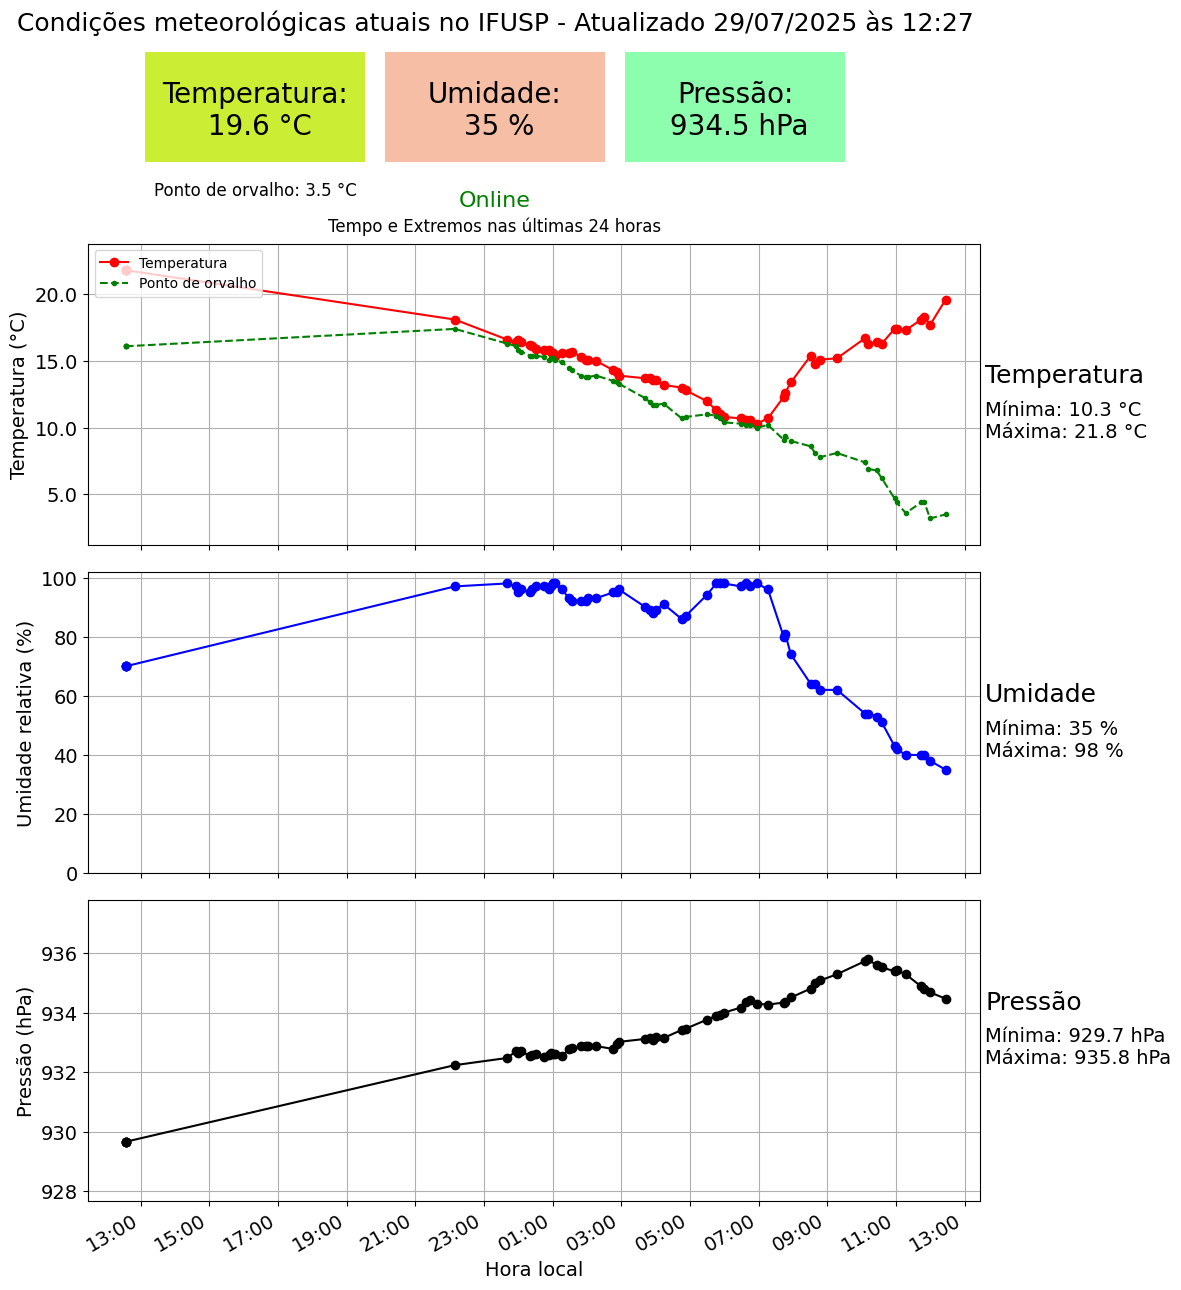 Condições meteorológicas atuais no IFUSP - Atualizado 29/07/2025 às 12:27
Temperatura:
19.6 °C
Umidade:
35 %
Pressão:
934.5 hPa
Ponto de orvalho: 3.5 °C
Online
Tempo e Extremos nas últimas 24 horas
Temperatura
Ponto de orvalho
Temperatura (°C)
20.0
15.0
10.0
5.0
Temperatura
Mínima: 10.3 °C
Máxima: 21.8 °C
Umidade relativa (%)
100
80
60
40
20
0
Umidade
Mínima: 35 %
Máxima: 98 %
Pressão (hPa)
936
934
932
930
928
Pressão
Mínima: 929.7 hPa
Máxima: 935.8 hPa
13:00 15:00 17:00 19:00 21:00 23:00 01:00 03:00 05:00 07:00 09:00 11:00 13:00
Hora local